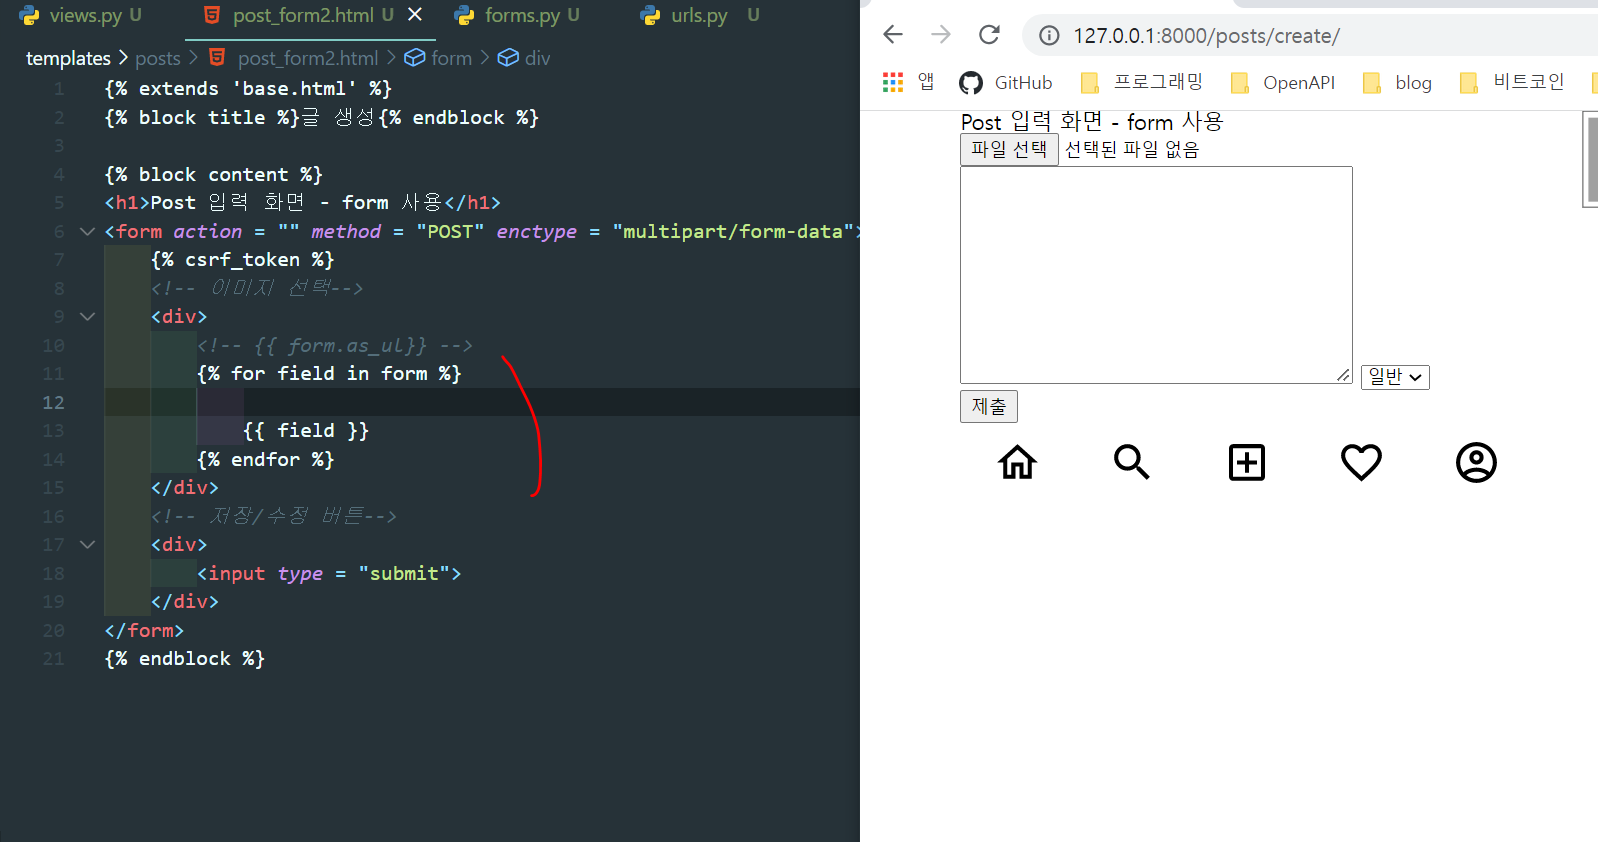 views.py U
post_form2.html U
forms.py U
urls.py U
templates > posts > post_form2.html > form > div
1 {% extends 'base.html' %}
2 {% block title %}글 생성{% endblock %}
3
4 {% block content %}
5 <h1>Post 입력 화면 - form 사용</h1>
6 <form action = "" method = "POST" enctype = "multipart/form-data">
7 {% csrf_token %}
8 <!-- 이미지 선택-->
9 <div>
10 <!-- {{ form.as_ul}} -->
11 {% for field in form %}
12
13 {{ field }}
14 {% endfor %}
15 </div>
16 <!-- 저장/수정 버튼-->
17 <div>
18 <input type = "submit">
19 </div>
20 </form>
21 {% endblock %}
127.0.0.1:8000/posts/create/
앱 GitHub 프로그래밍 OpenAPI blog 비트코인
Post 입력 화면 - form 사용
파일 선택 선택된 파일 없음
일반
제출